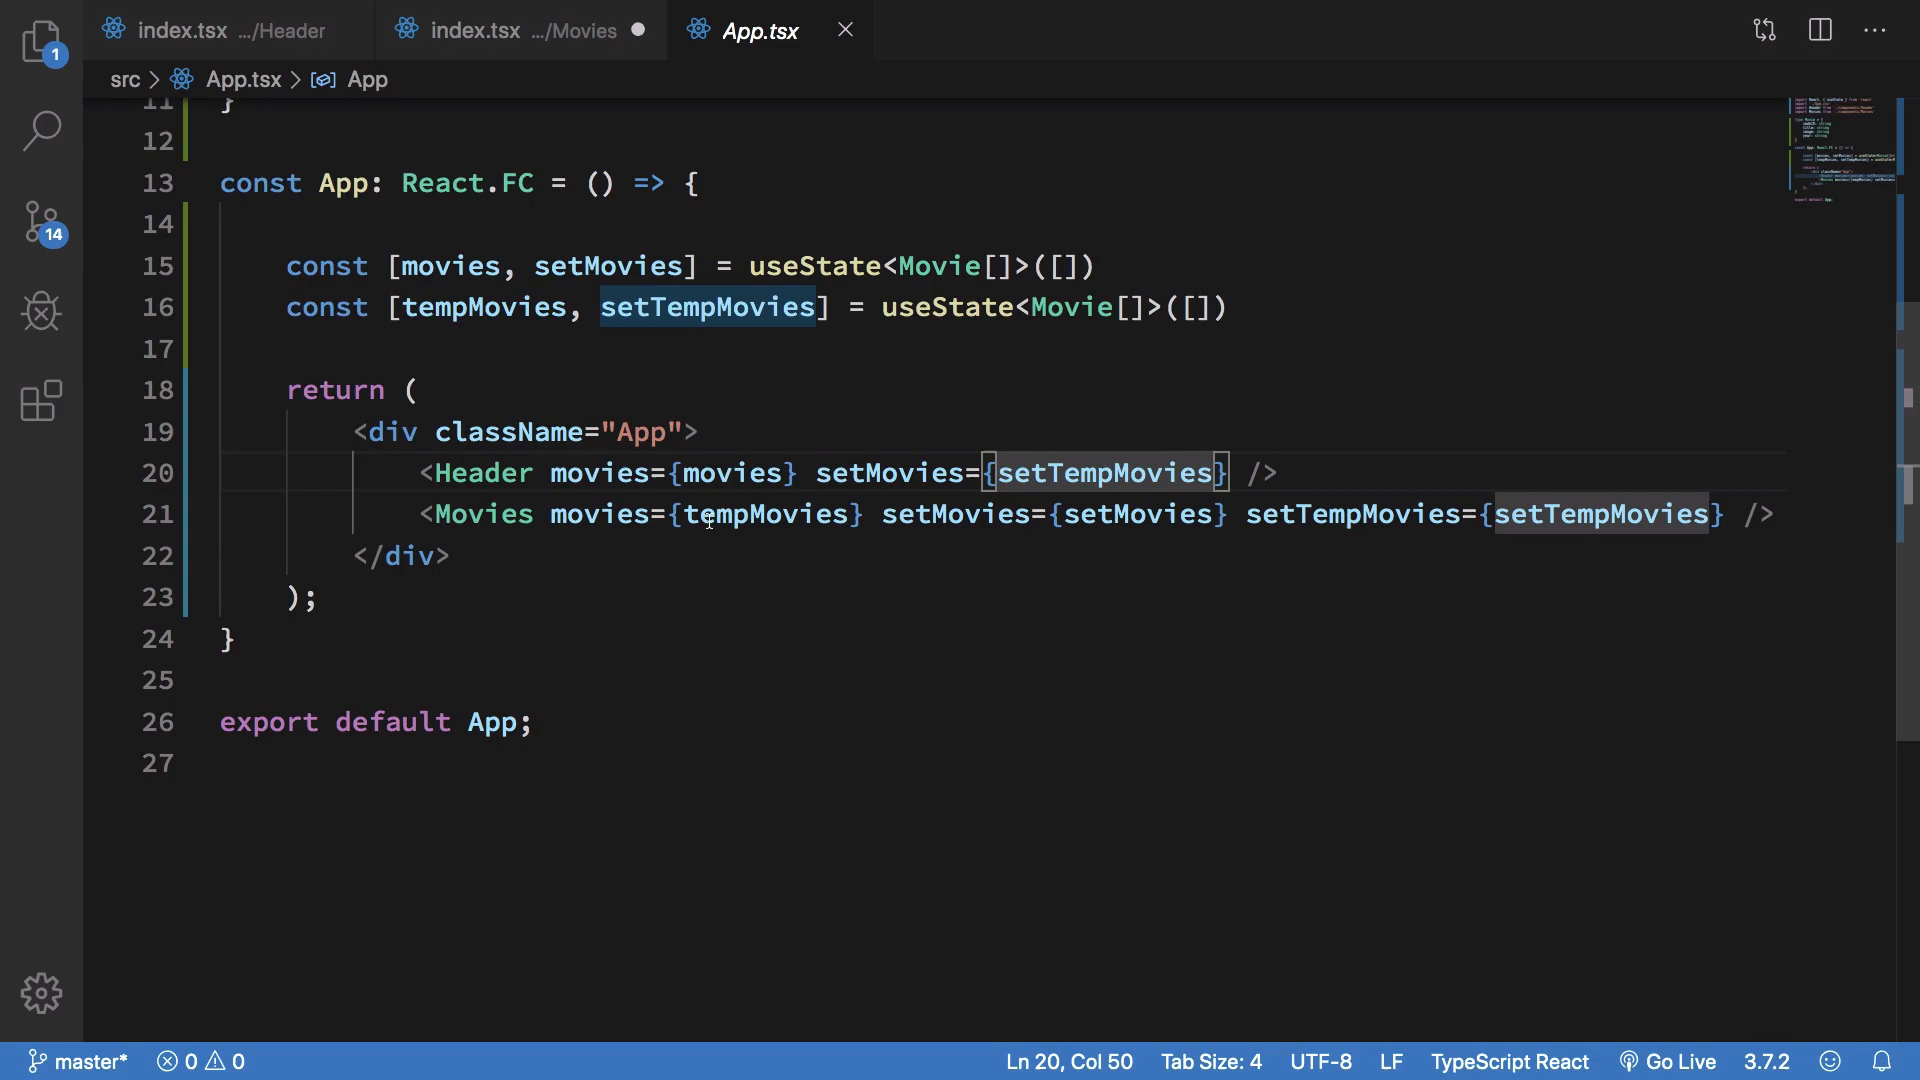 index.tsx .../Header
index.tsx .../Movies
App.tsx
1
src > App.tsx > App
11 }
12
13 const App: React.FC = () => {
14
15 const [movies, setMovies] = useState<Movie[]>([])
16 const [tempMovies, setTempMovies] = useState<Movie[]>([])
17
18 return (
19 <div className="App">
20 <Header movies={movies} setMovies={setTempMovies} />
21 <Movies movies={tempMovies} setMovies={setMovies} setTempMovies={setTempMovies} />
22 </div>
23 );
24 }
25
26 export default App;
27
14
master* 0 0 Ln 20, Col 50 Tab Size: 4 UTF-8 LF TypeScript React Go Live 3.7.2